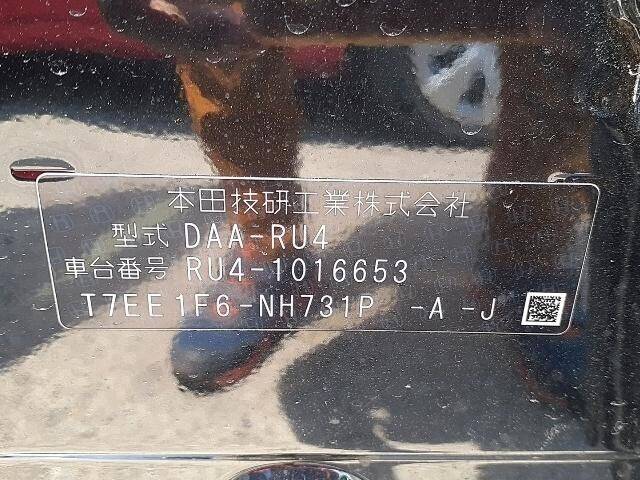 本田技研工業株式会社
型式 DAA-RU4
車台番号 RU4-1016653
T7EE1F6-NH731P -A-J